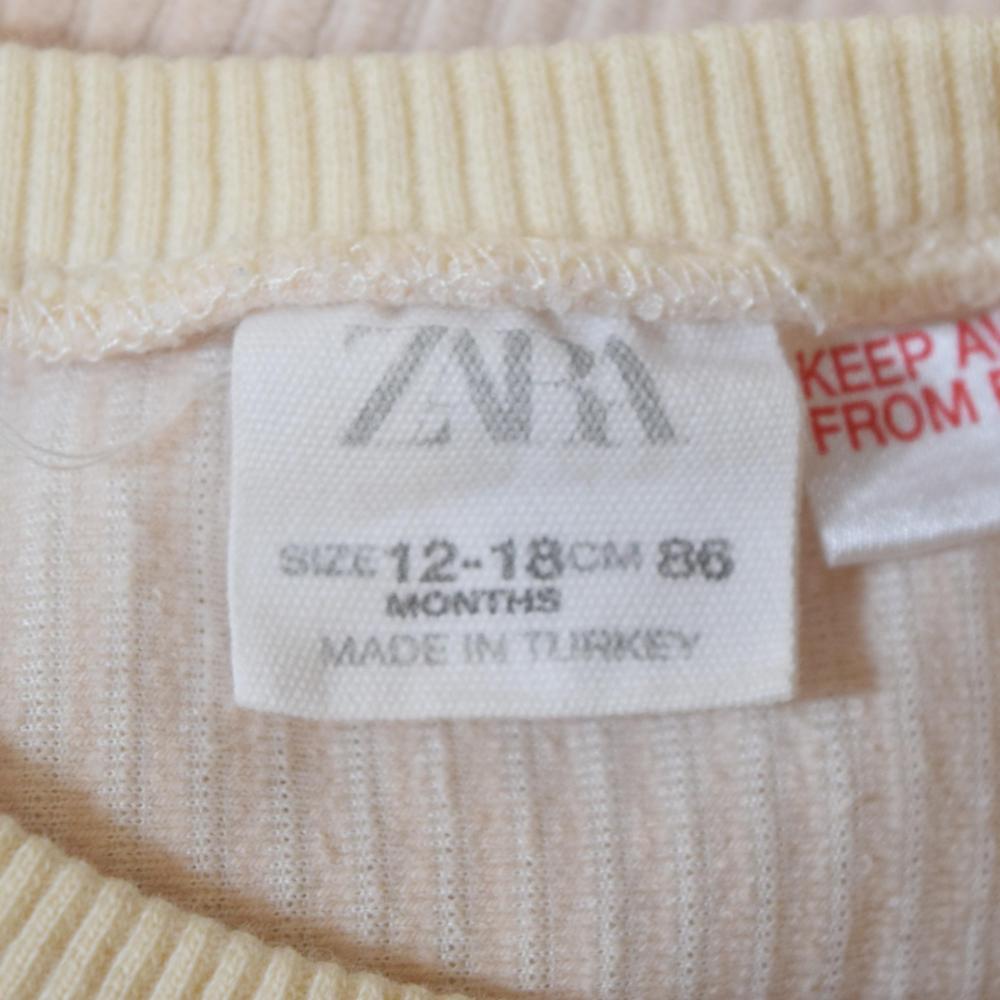 ZARA
SIZE 12-18 CM 86
MONTHS
MADE IN TURKEY
KEEP
FROM